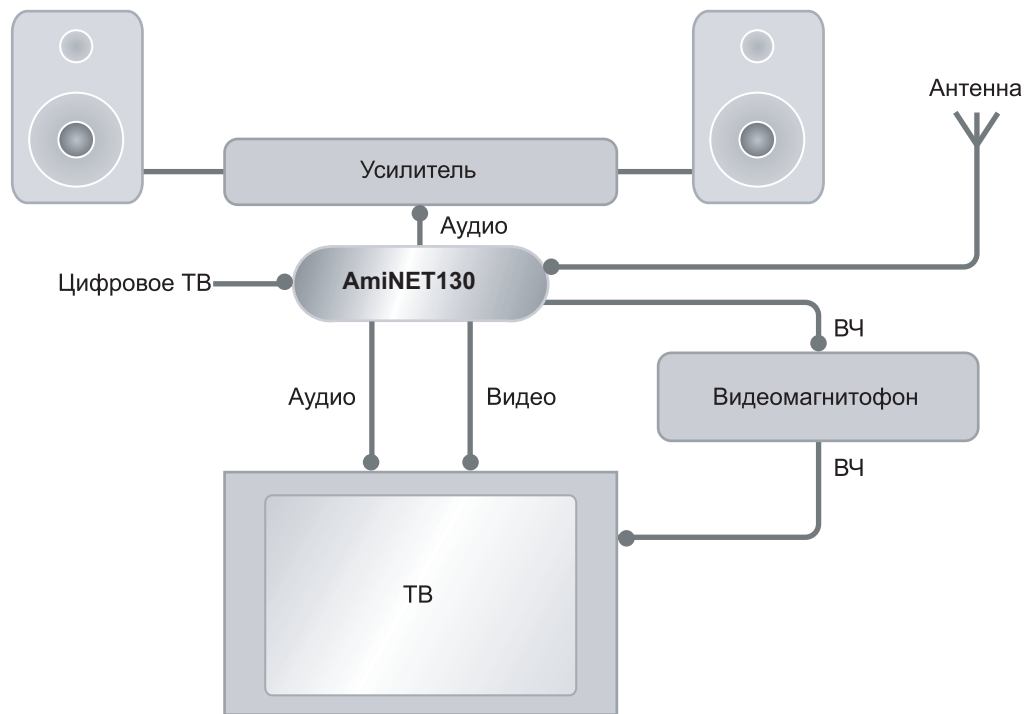 Антенна
Усилитель
Аудио
Цифровое ТВ
AmiNET130
ВЧ
Аудио
Видео
Видеомагнитофон
ВЧ
ТВ